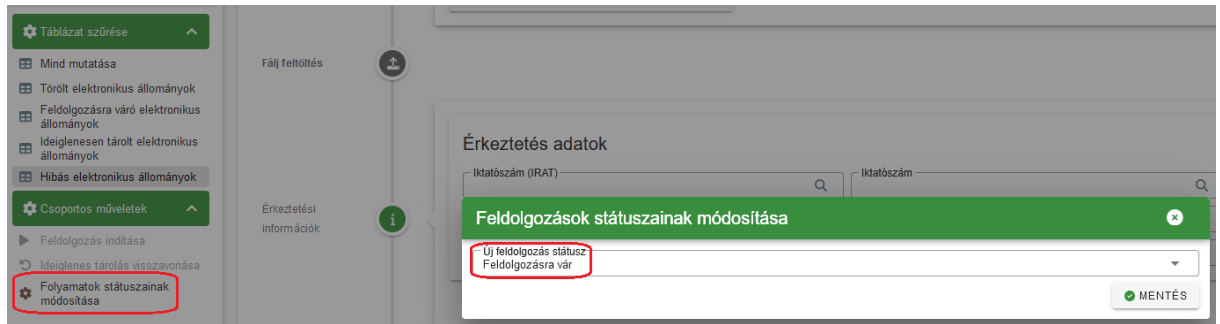 Táblázat szűrése
Mind mutatása
Törölt elektronikus állományok
Feldolgozásra váró elektronikus
állományok
Ideiglenesen tárolt elektronikus
állományok
Hibás elektronikus állományok
Csoportos műveletek
Feldolgozás indítása
Ideiglenes tárolás visszavonása
Folyamatok státuszainak
módosítása
Fálj feltöltés
Érkeztetési
információk
Érkeztetés adatok
Iktatószám (IRAT)
Iktatószám
Feldolgozások státuszainak módosítása
Új feldolgozás státusz
Feldolgozásra vár
MENTÉS